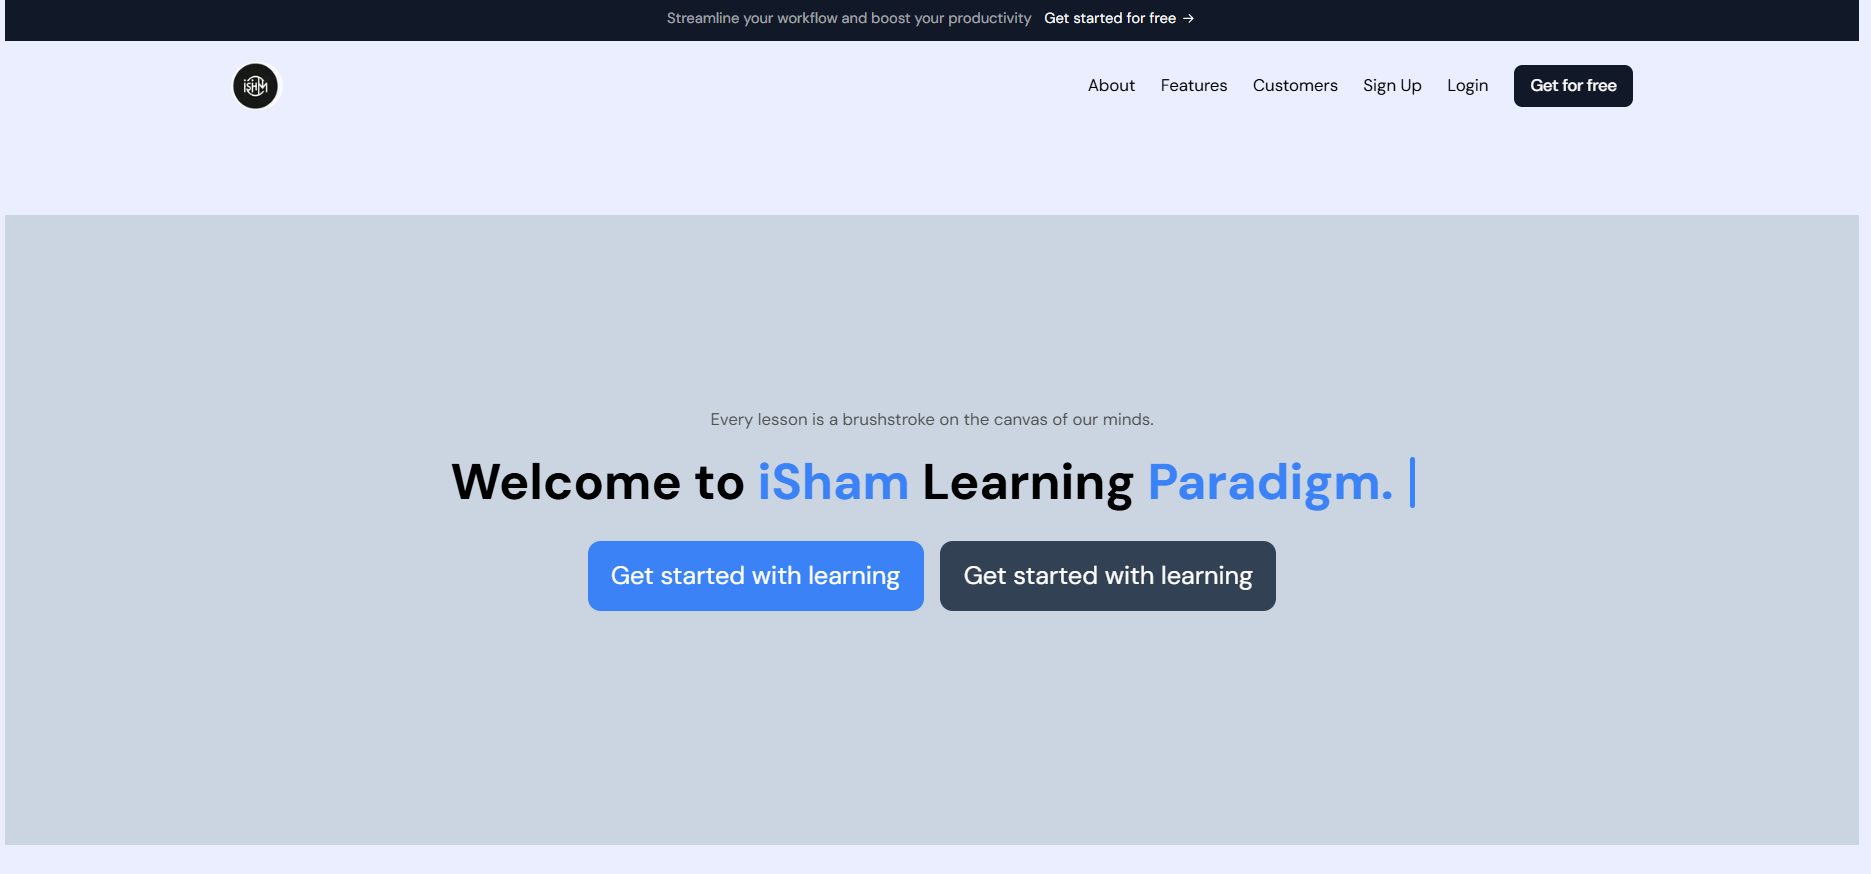 Streamline your workflow and boost your productivity Get started for free →
iSHAM
About Features Customers Sign Up Login Get for free
Every lesson is a brushstroke on the canvas of our minds.
Welcome to iSham Learning Paradigm.
Get started with learning Get started with learning